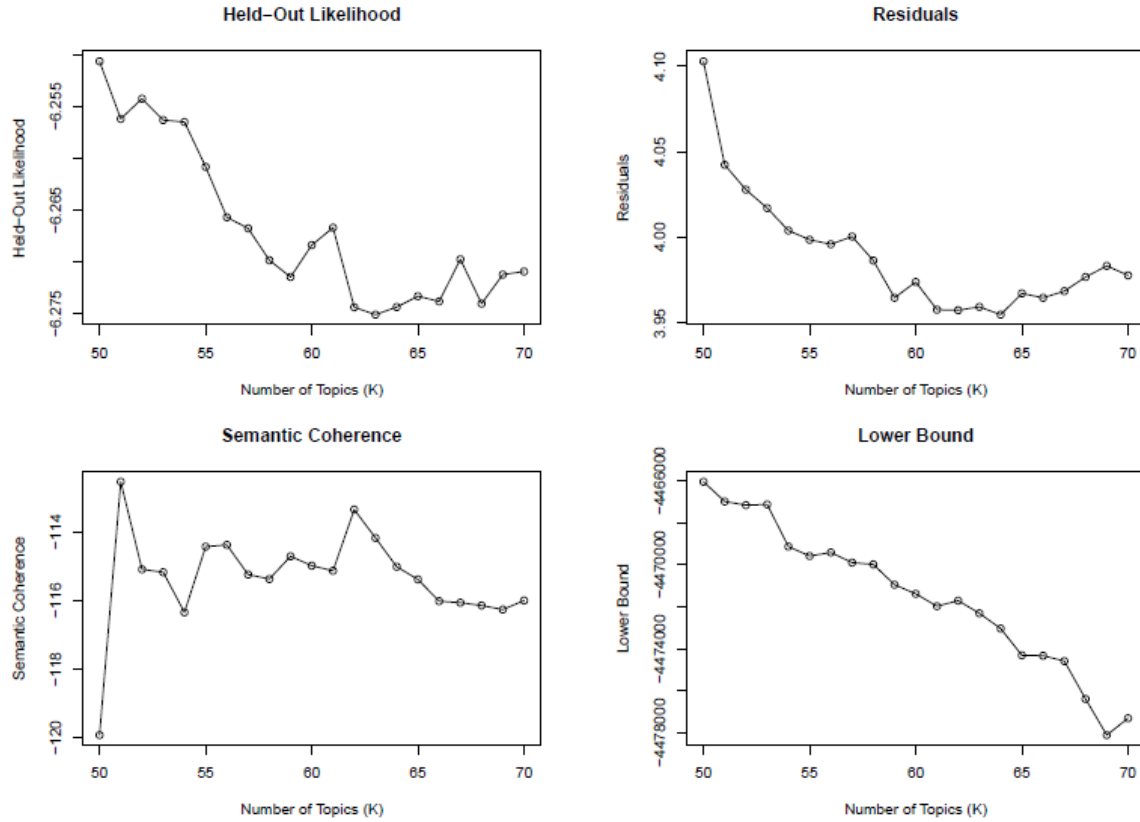 Held−Out Likelihood
Held−Out Likelihood
−6.255
−6.265
−6.275
50 55 60 65 70
Number of Topics (K)
Residuals
Residuals
4.10
4.05
4.00
3.95
50 55 60 65 70
Number of Topics (K)
Semantic Coherence
Semantic Coherence
−114
−116
−118
−120
50 55 60 65 70
Number of Topics (K)
Lower Bound
Lower Bound
−4466000
−4470000
−4474000
−4478000
50 55 60 65 70
Number of Topics (K)